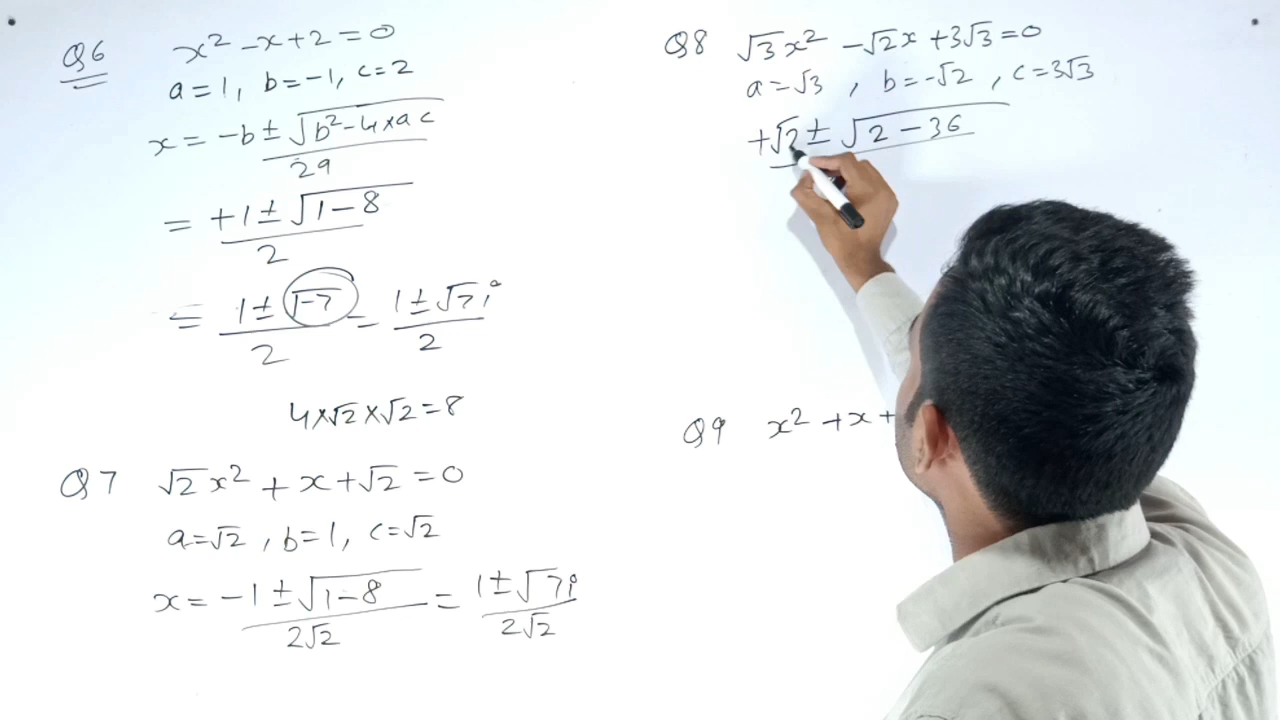 Q6 x² - x + 2 = 0
a = 1, b = -1, c = 2
x = -b ± √b² - 4×a c
2a
= +1 ± √1 - 8
2
= 1 ± √-7 = 1 ± √7 i
2 2
4×√2×√2 = 8
Q7 √2 x² + x + √2 = 0
a = √2, b = 1, c = √2
x = -1 ± √1 - 8 = 1 ± √7 i
2√2 2√2
Q8 √3 x² - √2 x + 3√3 = 0
a = √3, b = -√2, c = 3√3
+√2 ± √2 - 36
Q9 x² + x +